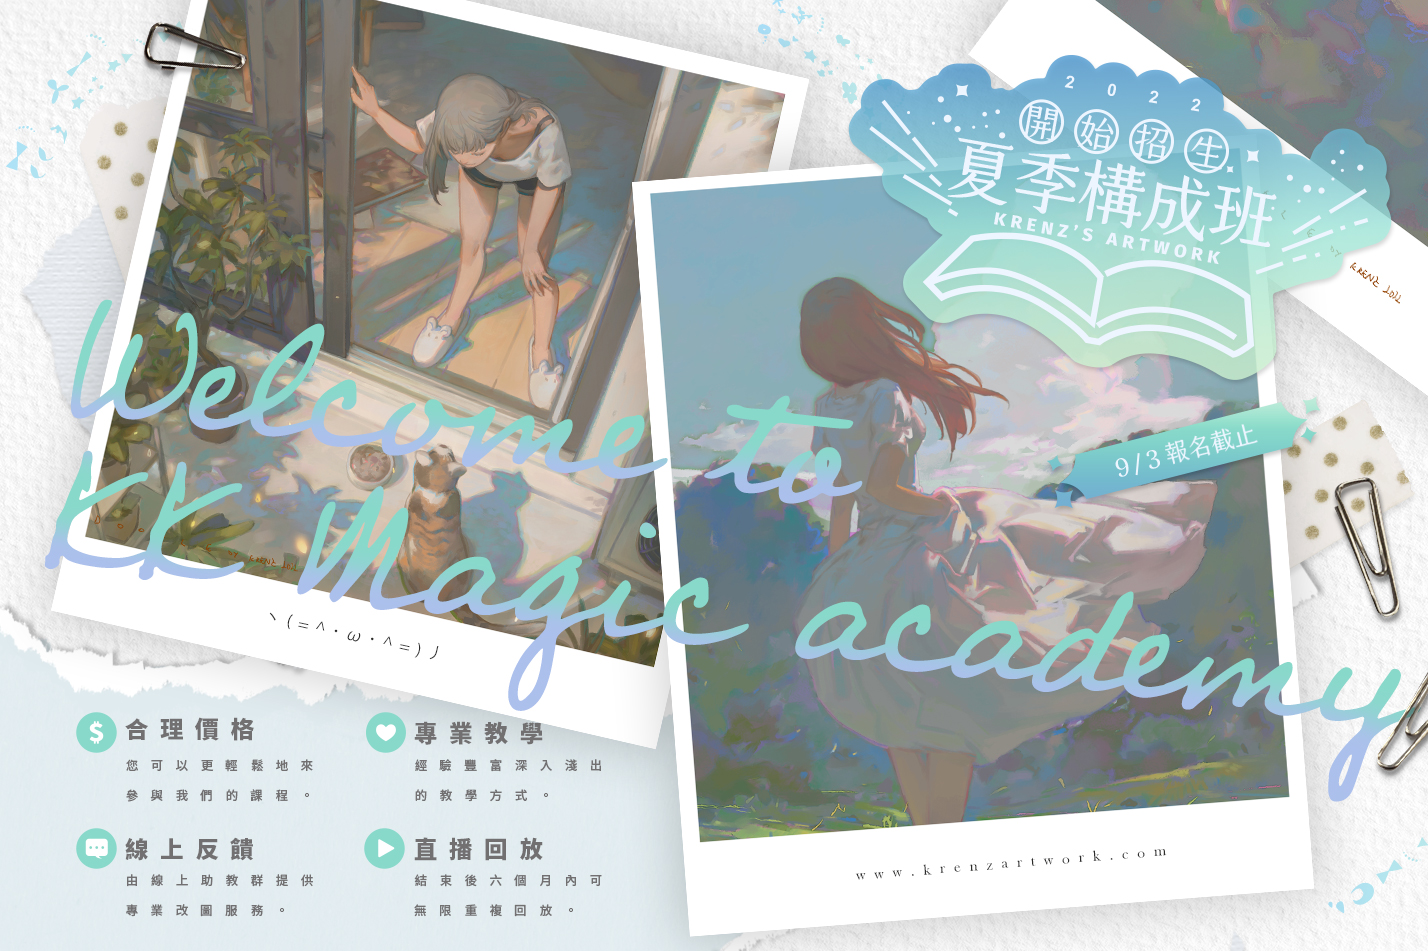 2022
開始招生
夏季構成班
KRENZ'S ARTWORK
KRENZ 2021
9/3 報名截止
Welcome to
KK Magic academy
ヽ(=^･ω･^=)丿
www.krenzartwork.com
合理價格
您可以更輕鬆地來
參與我們的課程。
專業教學
經驗豐富深入淺出
的教學方式。
線上反饋
由線上助教群提供
專業改圖服務。
直播回放
結束後六個月內可
無限重複回放。